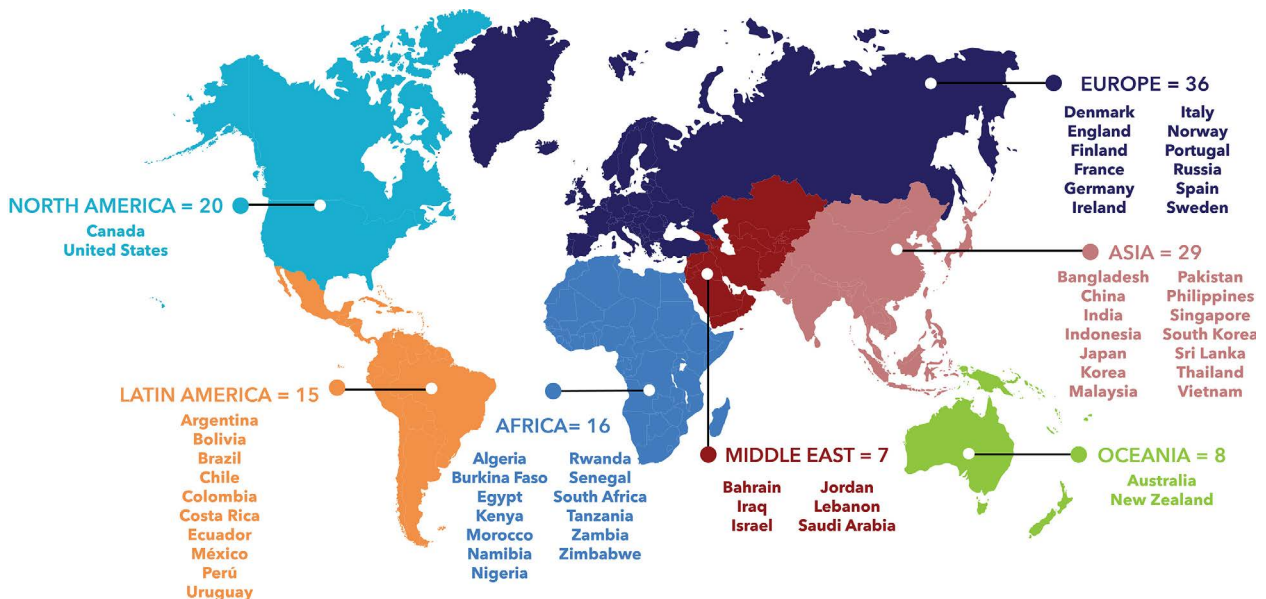 EUROPE = 36
Denmark Italy
England Norway
Finland Portugal
France Russia
Germany Spain
Ireland Sweden
NORTH AMERICA = 20
Canada
United States
ASIA = 29
Bangladesh Pakistan
China Philippines
India Singapore
Indonesia South Korea
Japan Sri Lanka
Korea Thailand
Malaysia Vietnam
LATIN AMERICA = 15
Argentina
Bolivia
Brazil
Chile
Colombia
Costa Rica
Ecuador
México
Perú
Uruguay
AFRICA= 16
Algeria Rwanda
Burkina Faso Senegal
Egypt South Africa
Kenya Tanzania
Morocco Zambia
Namibia Zimbabwe
Nigeria
MIDDLE EAST = 7
Bahrain Jordan
Iraq Lebanon
Israel Saudi Arabia
OCEANIA = 8
Australia
New Zealand